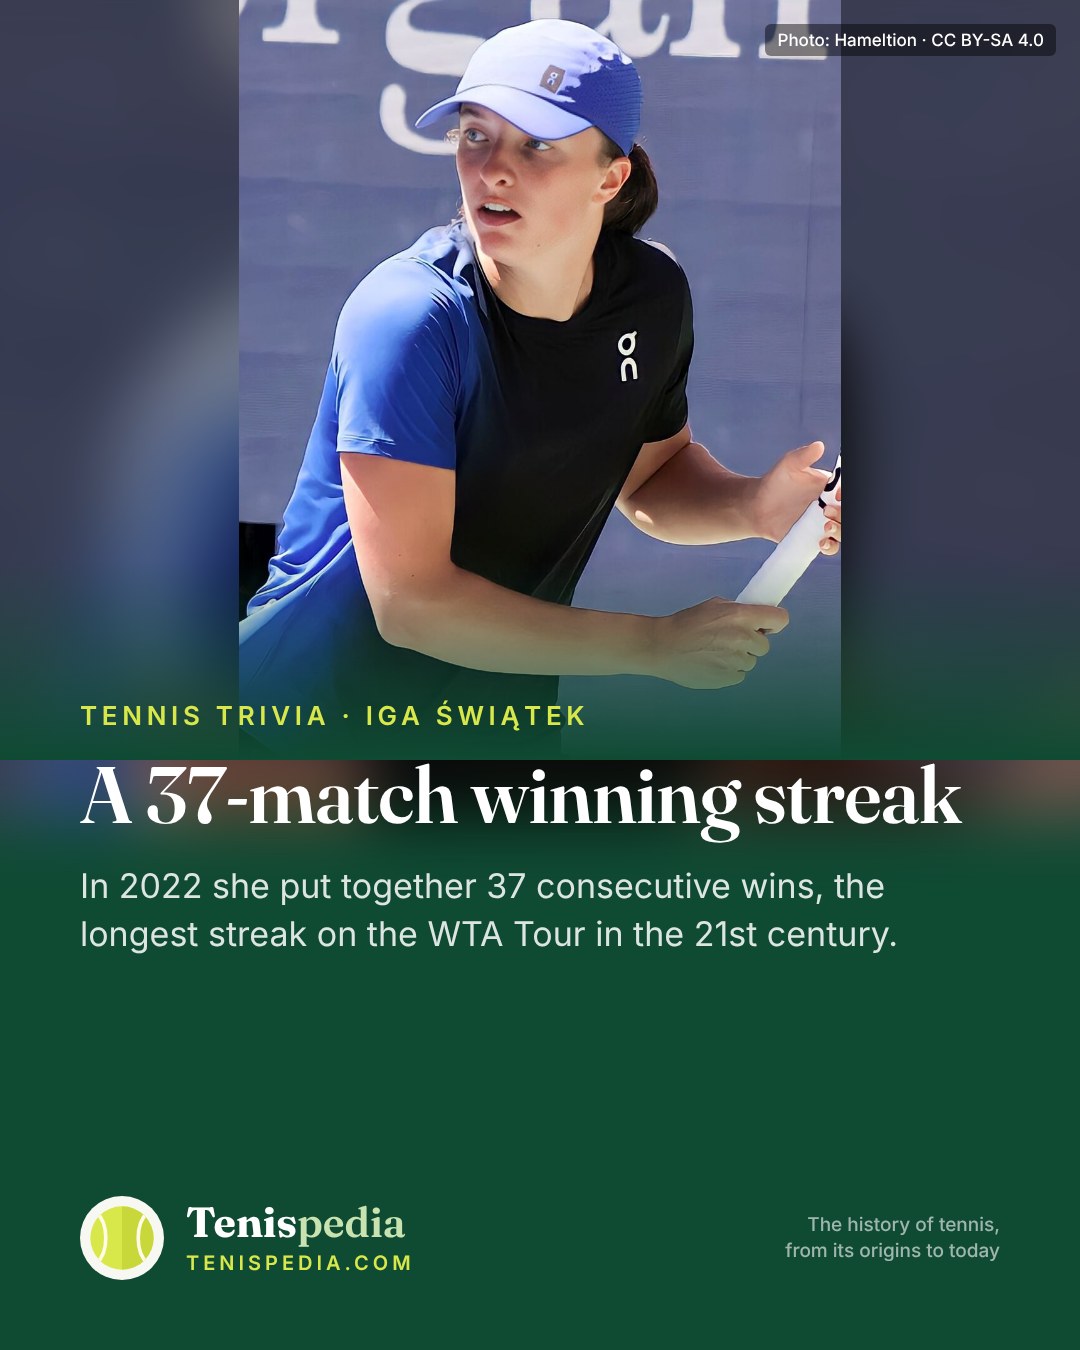 Photo: Hameltion · CC BY-SA 4.0
on
TENNIS TRIVIA · IGA ŚWIĄTEK
A 37-match winning streak
In 2022 she put together 37 consecutive wins, the
longest streak on the WTA Tour in the 21st century.
Tenispedia
TENISPEDIA.COM
The history of tennis,
from its origins to today